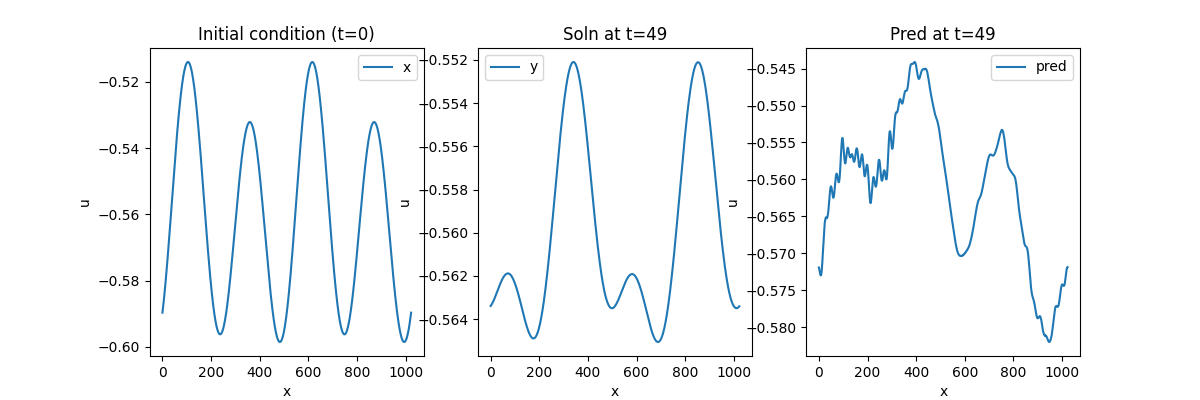 Initial condition (t=0)
x
−0.52
−0.54
−0.56
−0.58
−0.60
u
0 200 400 600 800 1000
x
Soln at t=49
y
−0.552
−0.554
−0.556
−0.558
−0.560
−0.562
−0.564
u
0 200 400 600 800 1000
x
Pred at t=49
pred
−0.545
−0.550
−0.555
−0.560
−0.565
−0.570
−0.575
−0.580
u
0 200 400 600 800 1000
x